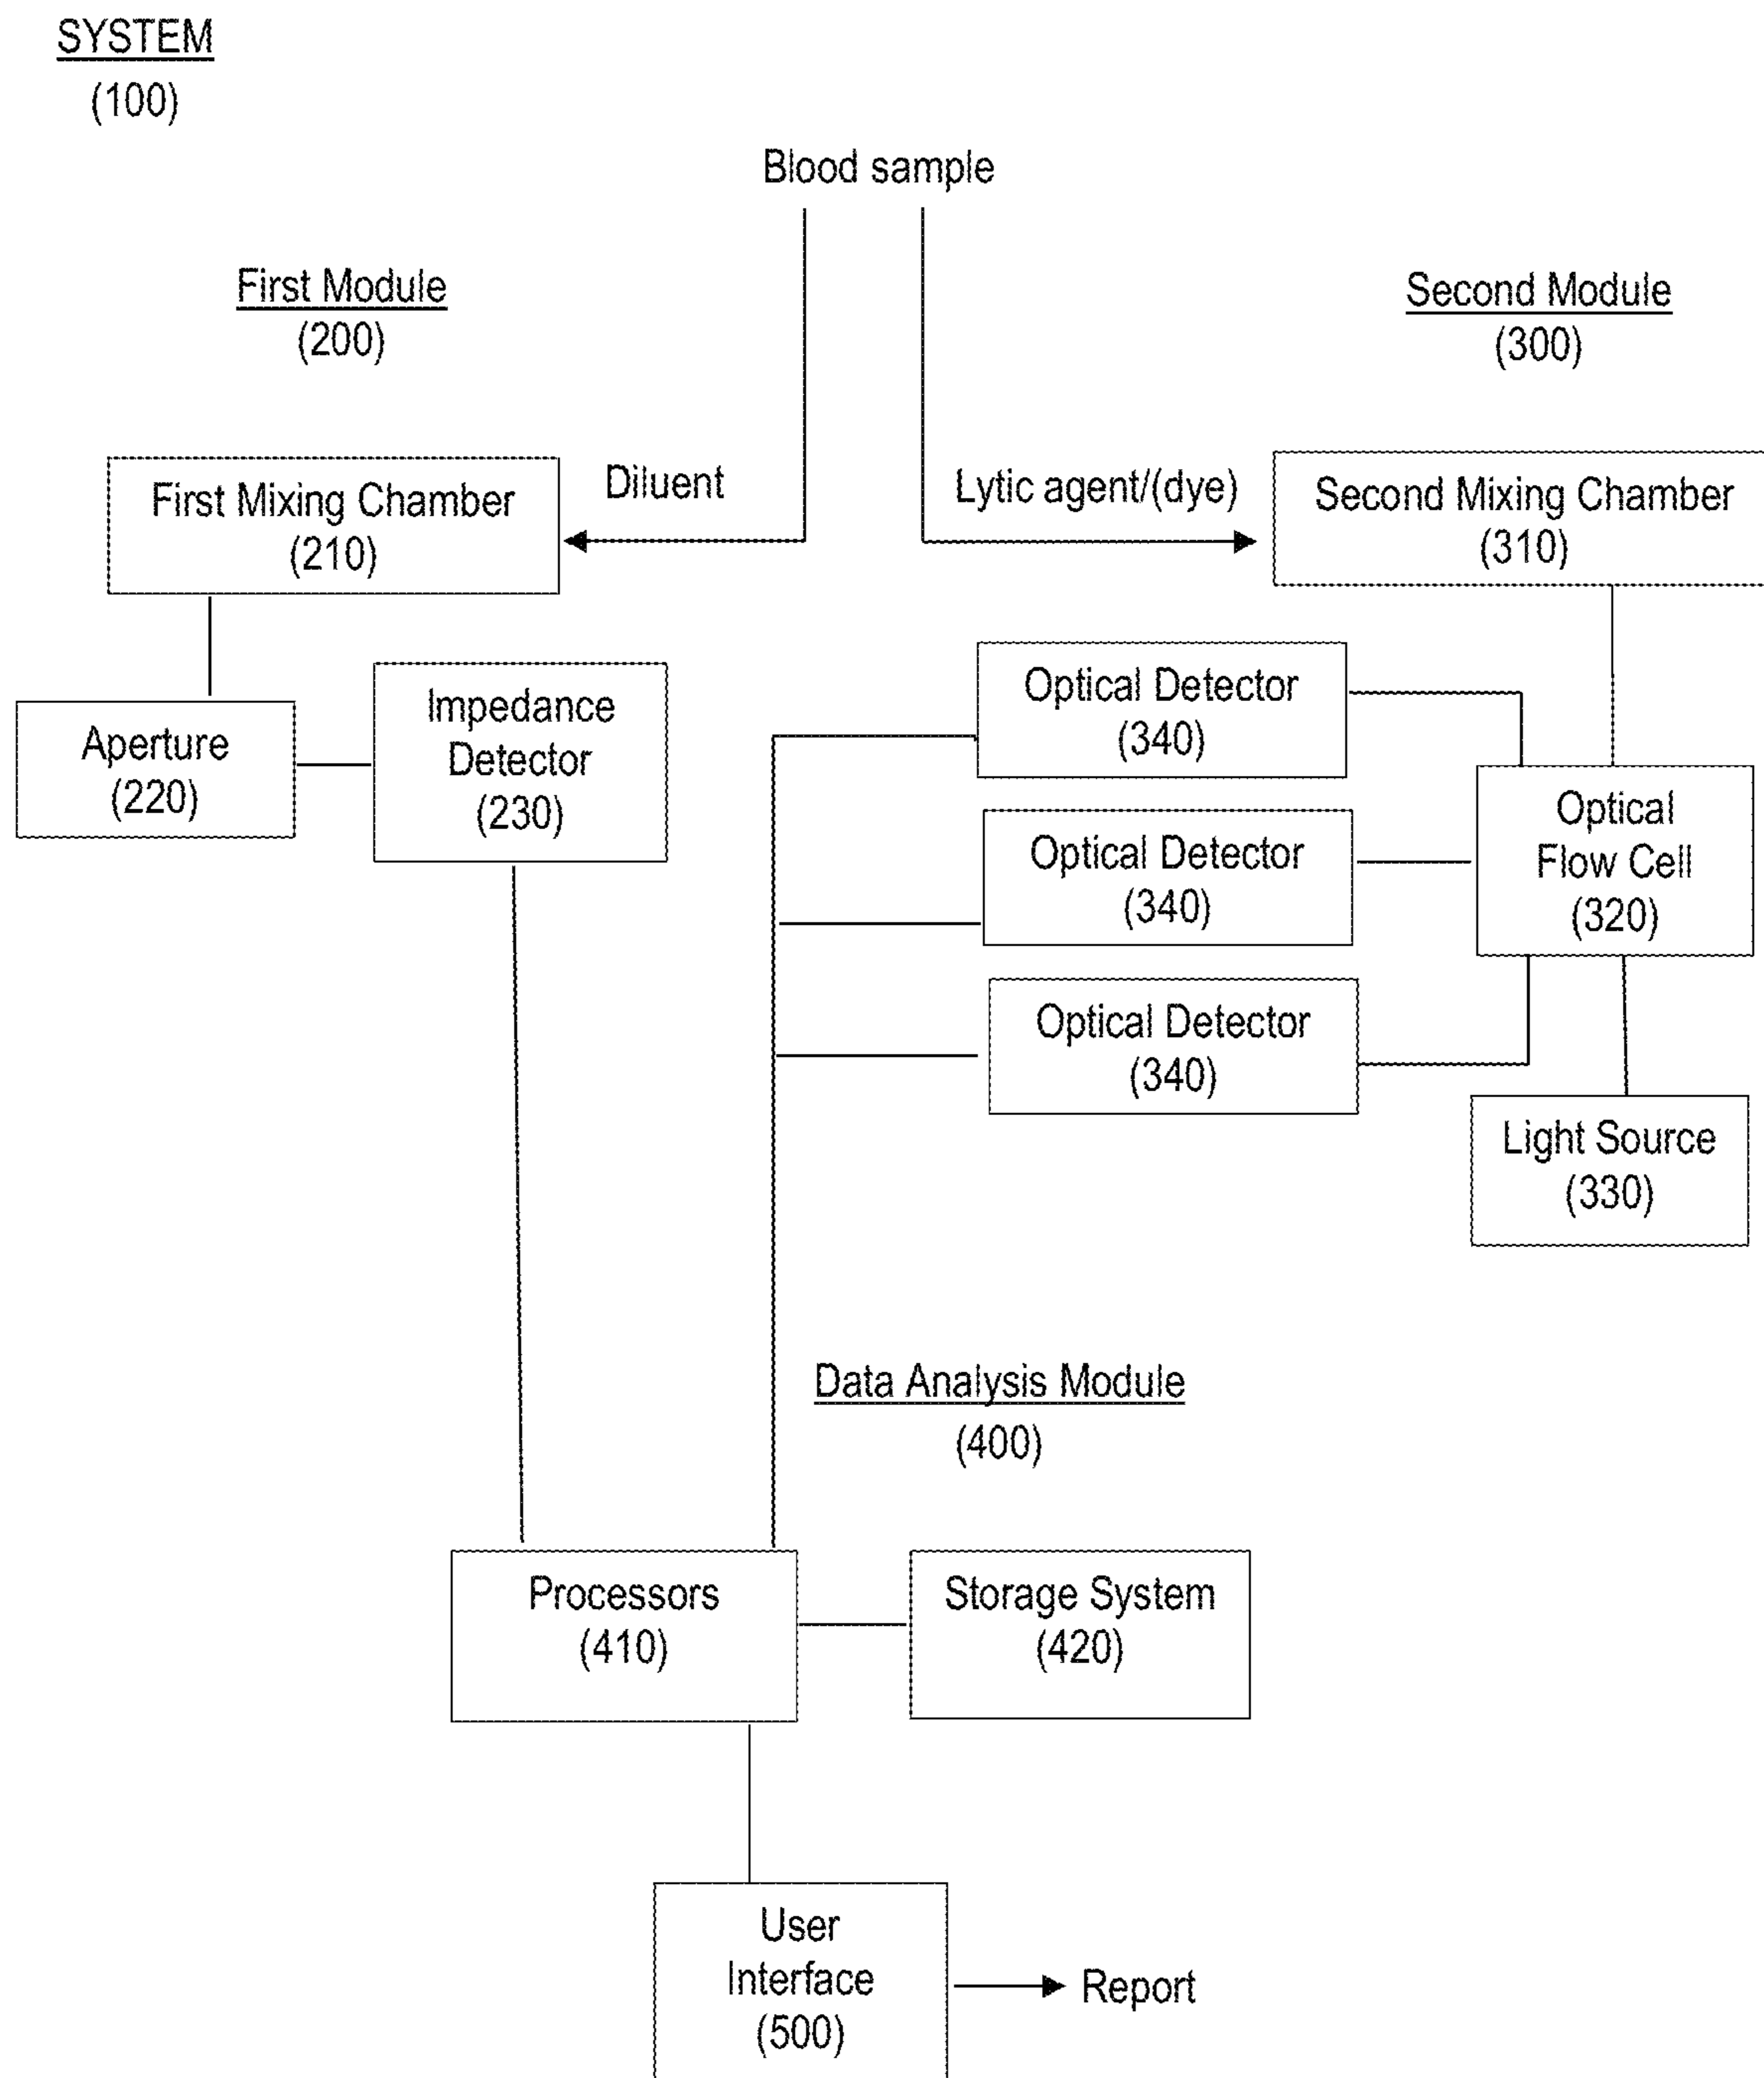 SYSTEM
(100)
Blood sample
First Module
(200)
Second Module
(300)
Diluent
Lytic agent/(dye)
First Mixing Chamber
(210)
Second Mixing Chamber
(310)
Aperture
(220)
Impedance
Detector
(230)
Optical Detector
(340)
Optical Detector
(340)
Optical Detector
(340)
Optical
Flow Cell
(320)
Light Source
(330)
Data Analysis Module
(400)
Processors
(410)
Storage System
(420)
User
Interface
(500)
Report